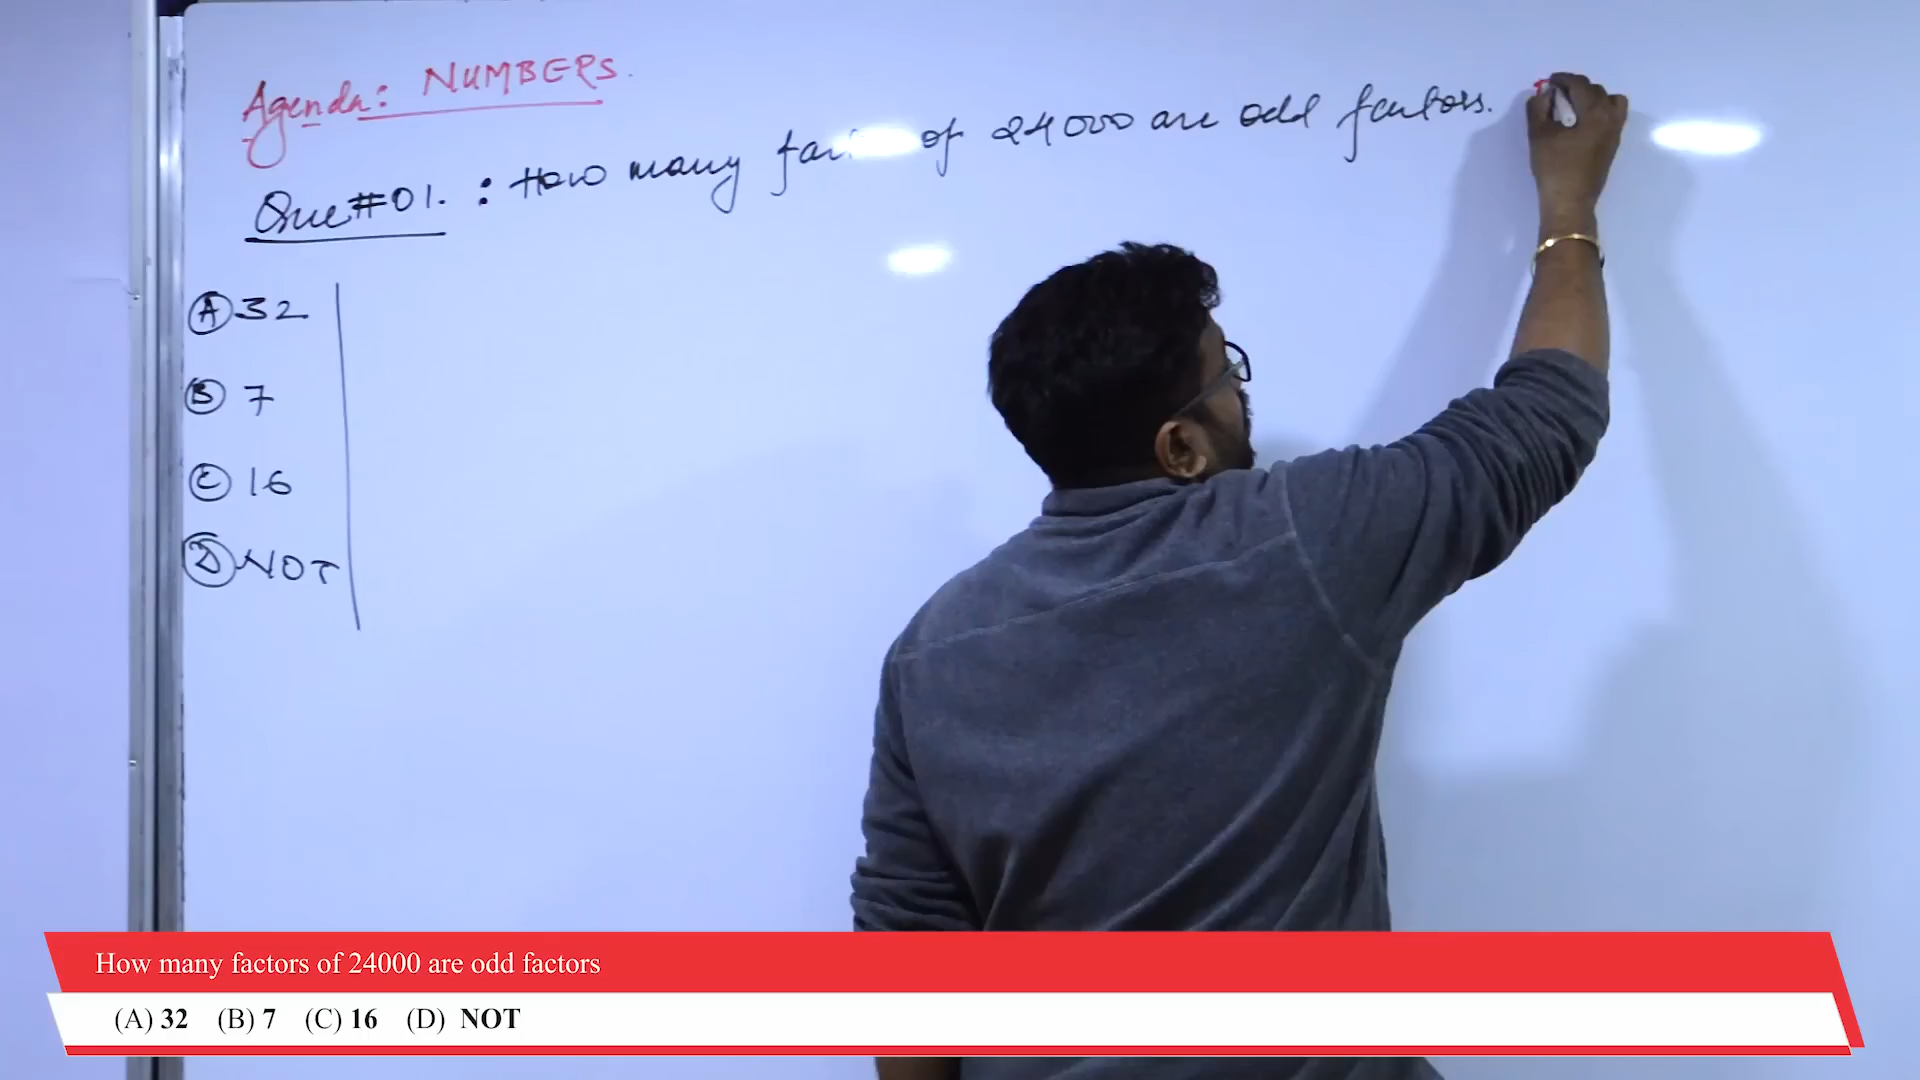 Agenda: NUMBERS.
Que#01. : How many of 24000 are odd factors.
A 32
B 7
C 16
D NOT
How many factors of 24000 are odd factors
(A) 32 (B) 7 (C) 16 (D) NOT